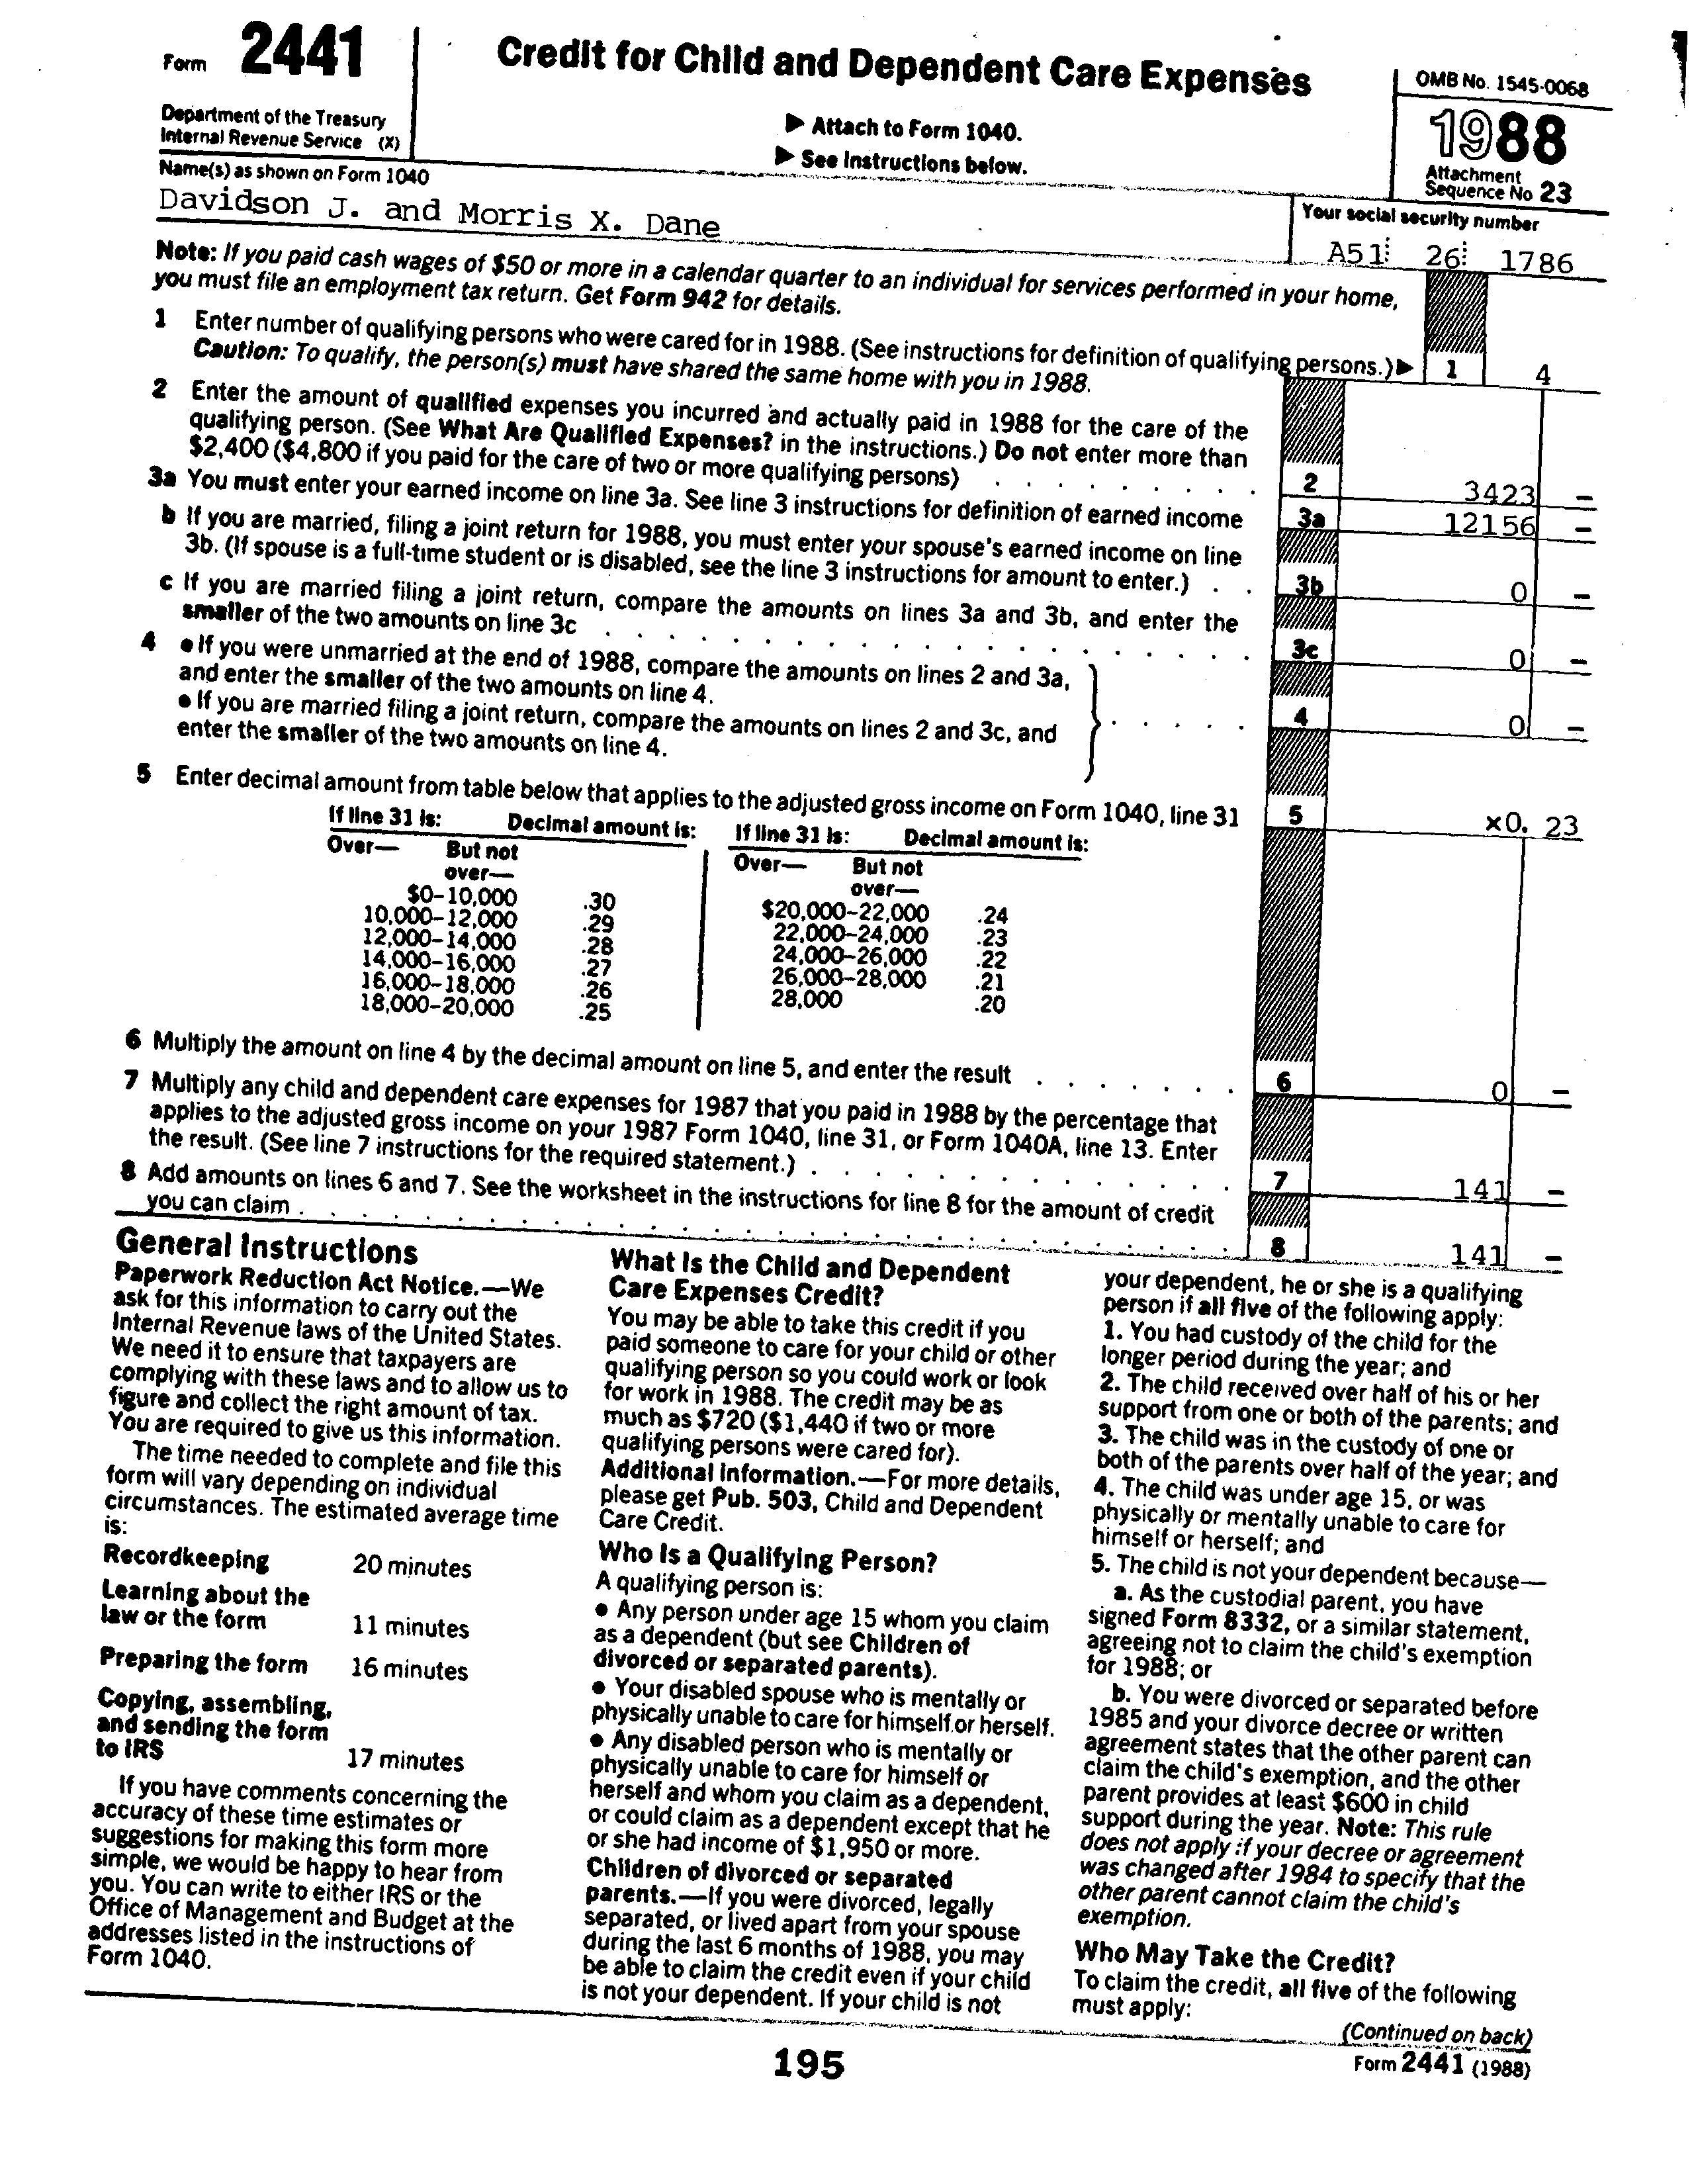 Form 2441
Credit for Child and Dependent Care Expenses
OMB No. 1545-0068
Department of the Treasury
Internal Revenue Service (X)
▶ Attach to Form 1040.
▶ See Instructions below.
1988
Attachment
Sequence No 23
Name(s) as shown on Form 1040
Davidson J. and Morris X. Dane
Your social security number
A51 26 1786
Note: If you paid cash wages of $50 or more in a calendar quarter to an individual for services performed in your home,
you must file an employment tax return. Get Form 942 for details.
1 Enter number of qualifying persons who were cared for in 1988. (See instructions for definition of qualifying persons.) ▶ 1 4
Caution: To qualify, the person(s) must have shared the same home with you in 1988.
2 Enter the amount of qualified expenses you incurred and actually paid in 1988 for the care of the
qualifying person. (See What Are Qualified Expenses? in the instructions.) Do not enter more than
$2,400 ($4,800 if you paid for the care of two or more qualifying persons) . . . . . . . . . 2 3423 –
3a You must enter your earned income on line 3a. See line 3 instructions for definition of earned income 3a 12156 –
b If you are married, filing a joint return for 1988, you must enter your spouse's earned income on line
3b. (If spouse is a full-time student or is disabled, see the line 3 instructions for amount to enter.) . . 3b 0 –
c If you are married filing a joint return, compare the amounts on lines 3a and 3b, and enter the
smaller of the two amounts on line 3c . . . . . . . . . . . . . . . . . 3c 0 –
4 ● If you were unmarried at the end of 1988, compare the amounts on lines 2 and 3a,
and enter the smaller of the two amounts on line 4.
● If you are married filing a joint return, compare the amounts on lines 2 and 3c, and
enter the smaller of the two amounts on line 4. . . . . . 4 0 –
5 Enter decimal amount from table below that applies to the adjusted gross income on Form 1040, line 31 5 ×0. 23
If line 31 is: Decimal amount is: If line 31 is: Decimal amount is:
Over— But not over— Over— But not over—
$0–10,000 .30 $20,000–22,000 .24
10,000–12,000 .29 22,000–24,000 .23
12,000–14,000 .28 24,000–26,000 .22
14,000–16,000 .27 26,000–28,000 .21
16,000–18,000 .26 28,000 .20
18,000–20,000 .25
6 Multiply the amount on line 4 by the decimal amount on line 5, and enter the result . . . . . . . 6 0 –
7 Multiply any child and dependent care expenses for 1987 that you paid in 1988 by the percentage that
applies to the adjusted gross income on your 1987 Form 1040, line 31, or Form 1040A, line 13. Enter
the result. (See line 7 instructions for the required statement.) . . . . . . . . . . . . . 7 141 –
8 Add amounts on lines 6 and 7. See the worksheet in the instructions for line 8 for the amount of credit
you can claim . . . . . . . . . . . . . . . . . . . . . . . . . . . . . 8 141 –
General Instructions
Paperwork Reduction Act Notice.—We
ask for this information to carry out the
Internal Revenue laws of the United States.
We need it to ensure that taxpayers are
complying with these laws and to allow us to
figure and collect the right amount of tax.
You are required to give us this information.
The time needed to complete and file this
form will vary depending on individual
circumstances. The estimated average time
is:
Recordkeeping 20 minutes
Learning about the
law or the form 11 minutes
Preparing the form 16 minutes
Copying, assembling,
and sending the form
to IRS 17 minutes
If you have comments concerning the
accuracy of these time estimates or
suggestions for making this form more
simple, we would be happy to hear from
you. You can write to either IRS or the
Office of Management and Budget at the
addresses listed in the instructions of
Form 1040.
What Is the Child and Dependent
Care Expenses Credit?
You may be able to take this credit if you
paid someone to care for your child or other
qualifying person so you could work or look
for work in 1988. The credit may be as
much as $720 ($1,440 if two or more
qualifying persons were cared for).
Additional Information.—For more details,
please get Pub. 503, Child and Dependent
Care Credit.
Who Is a Qualifying Person?
A qualifying person is:
● Any person under age 15 whom you claim
as a dependent (but see Children of
divorced or separated parents).
● Your disabled spouse who is mentally or
physically unable to care for himself or herself.
● Any disabled person who is mentally or
physically unable to care for himself or
herself and whom you claim as a dependent,
or could claim as a dependent except that he
or she had income of $1,950 or more.
Children of divorced or separated
parents.—If you were divorced, legally
separated, or lived apart from your spouse
during the last 6 months of 1988, you may
be able to claim the credit even if your child
is not your dependent. If your child is not
your dependent, he or she is a qualifying
person if all five of the following apply:
1. You had custody of the child for the
longer period during the year; and
2. The child received over half of his or her
support from one or both of the parents; and
3. The child was in the custody of one or
both of the parents over half of the year; and
4. The child was under age 15, or was
physically or mentally unable to care for
himself or herself; and
5. The child is not your dependent because—
a. As the custodial parent, you have
signed Form 8332, or a similar statement,
agreeing not to claim the child's exemption
for 1988; or
b. You were divorced or separated before
1985 and your divorce decree or written
agreement states that the other parent can
claim the child's exemption, and the other
parent provides at least $600 in child
support during the year. Note: This rule
does not apply if your decree or agreement
was changed after 1984 to specify that the
other parent cannot claim the child's
exemption.
Who May Take the Credit?
To claim the credit, all five of the following
must apply:
(Continued on back)
195
Form 2441 (1988)